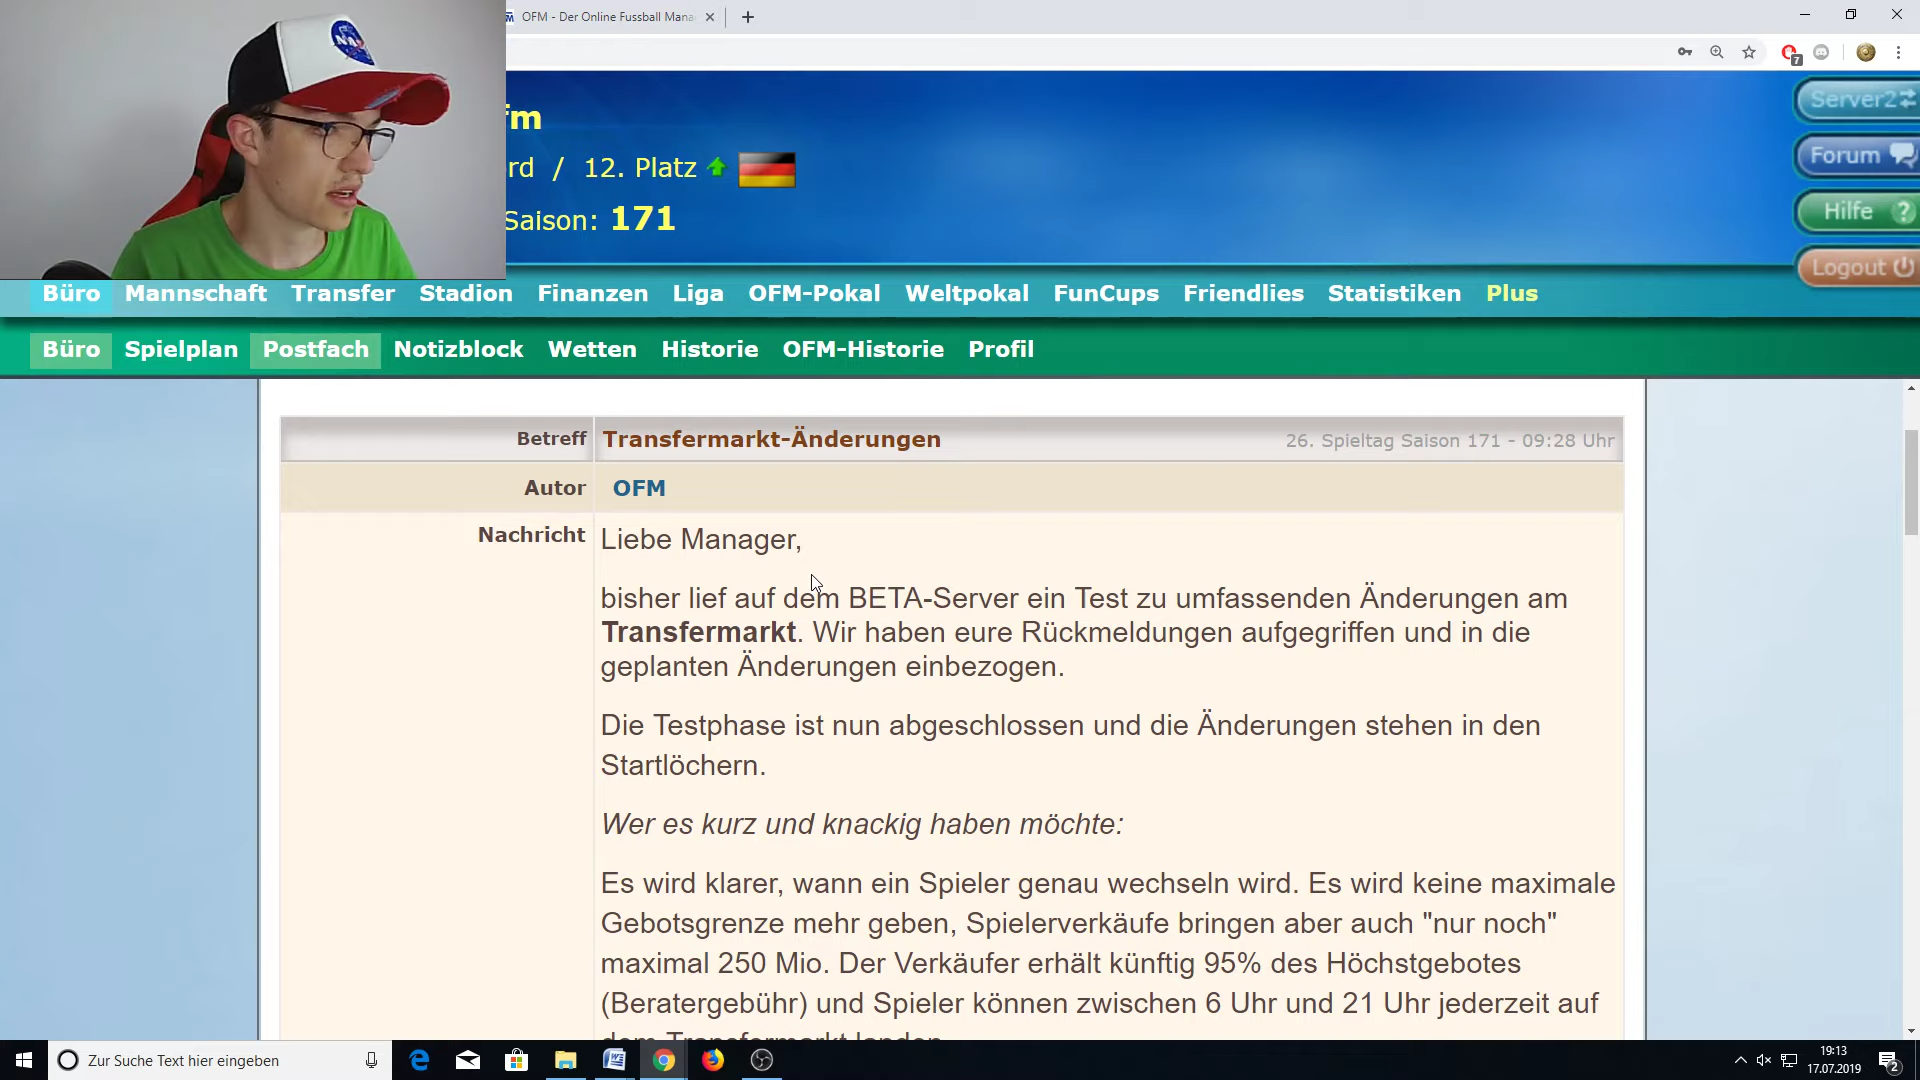 OFM - Der Online Fussball Mana
7
fm
rd / 12. Platz
Saison: 171
Server2
Forum
Hilfe ?
Logout
Büro Mannschaft Transfer Stadion Finanzen Liga OFM-Pokal Weltpokal FunCups Friendlies Statistiken Plus
Büro Spielplan Postfach Notizblock Wetten Historie OFM-Historie Profil
Betreff Transfermarkt-Änderungen 26. Spieltag Saison 171 - 09:28 Uhr
Autor OFM
Nachricht Liebe Manager,
bisher lief auf dem BETA-Server ein Test zu umfassenden Änderungen am
Transfermarkt. Wir haben eure Rückmeldungen aufgegriffen und in die
geplanten Änderungen einbezogen.
Die Testphase ist nun abgeschlossen und die Änderungen stehen in den
Startlöchern.
Wer es kurz und knackig haben möchte:
Es wird klarer, wann ein Spieler genau wechseln wird. Es wird keine maximale
Gebotsgrenze mehr geben, Spielerverkäufe bringen aber auch "nur noch"
maximal 250 Mio. Der Verkäufer erhält künftig 95% des Höchstgebotes
(Beratergebühr) und Spieler können zwischen 6 Uhr und 21 Uhr jederzeit auf
dem Transfermarkt landen
Zur Suche Text hier eingeben
19:13
17.07.2019
2